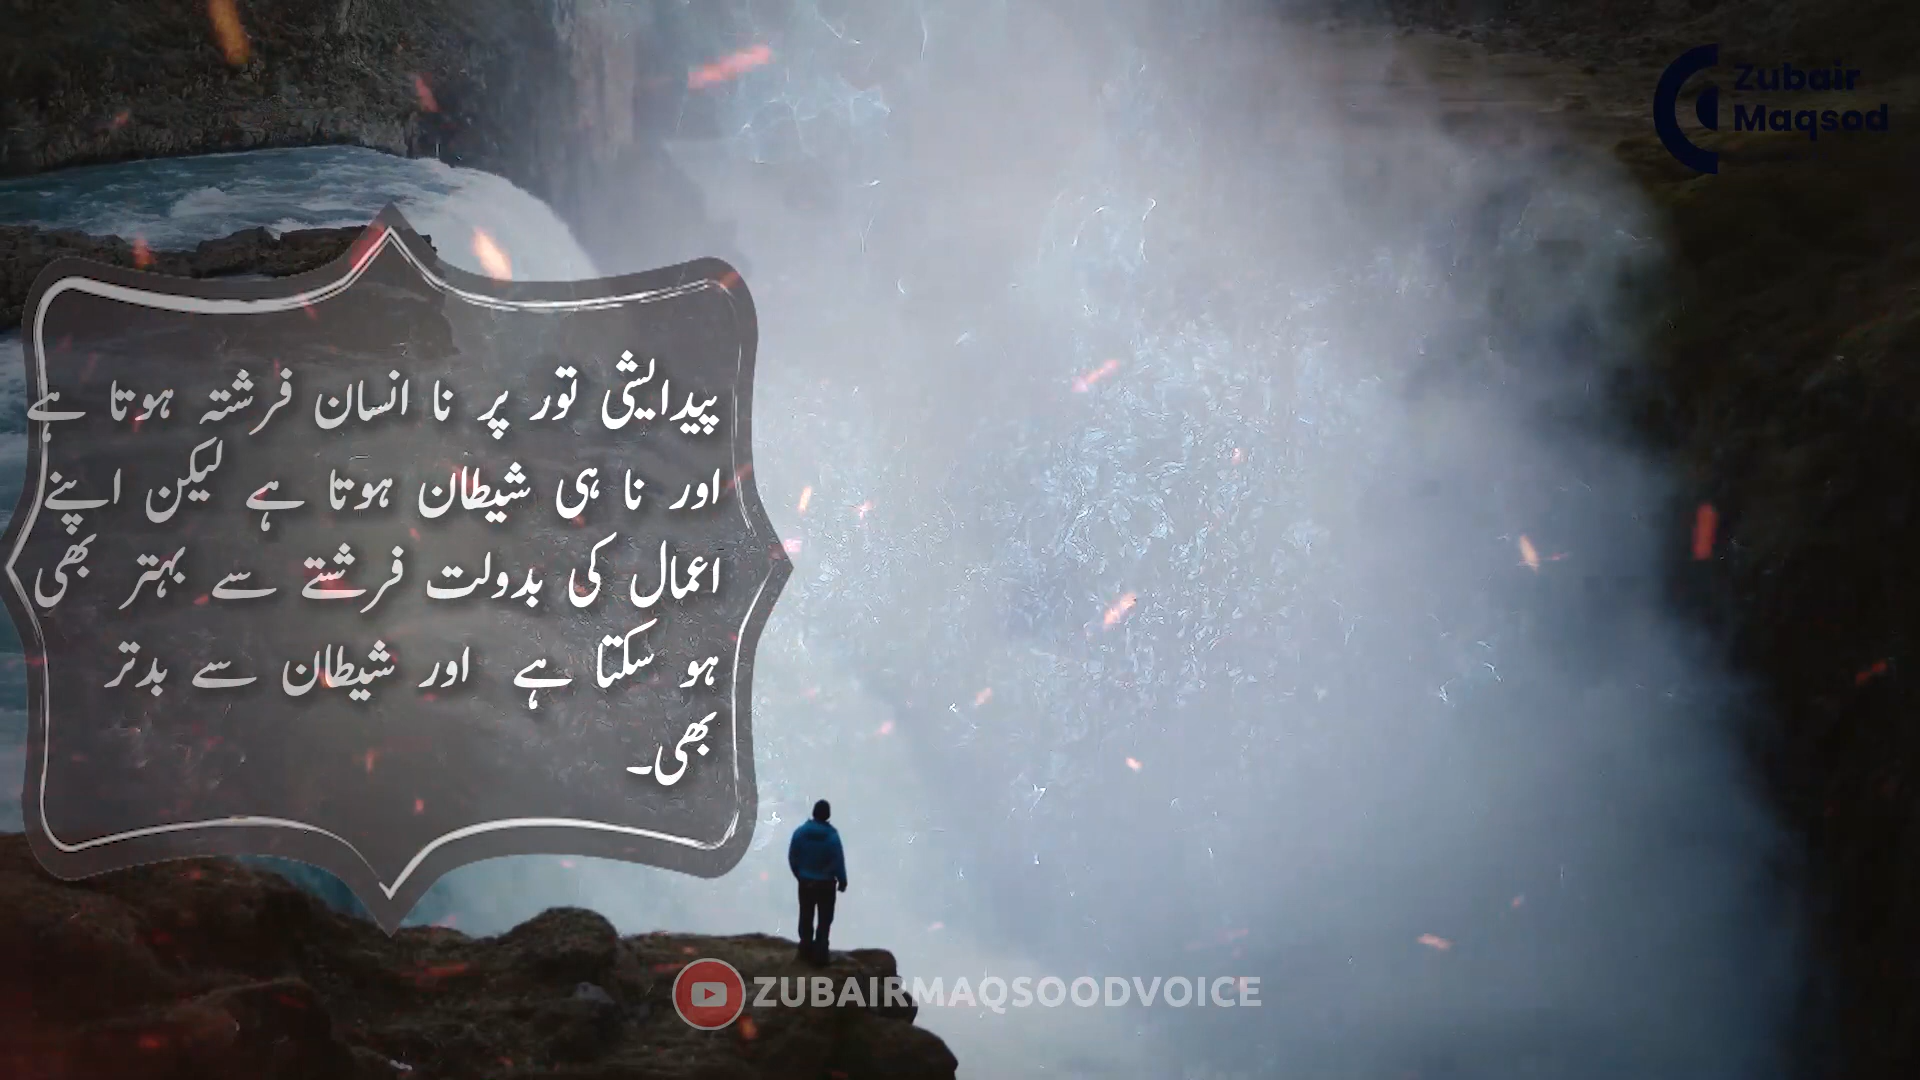 Zubair
Maqsod
پیدایشی تور پر نا انسان فرشتہ ہوتا ہے
اور نا ہی شیطان ہوتا ہے لیکن اپنے
اعمال کی بدولت فرشتے سے بہتر بھی
ہو سکتا ہے اور شیطان سے بدتر
بھی۔
ZUBAIRMAQSOODVOICE